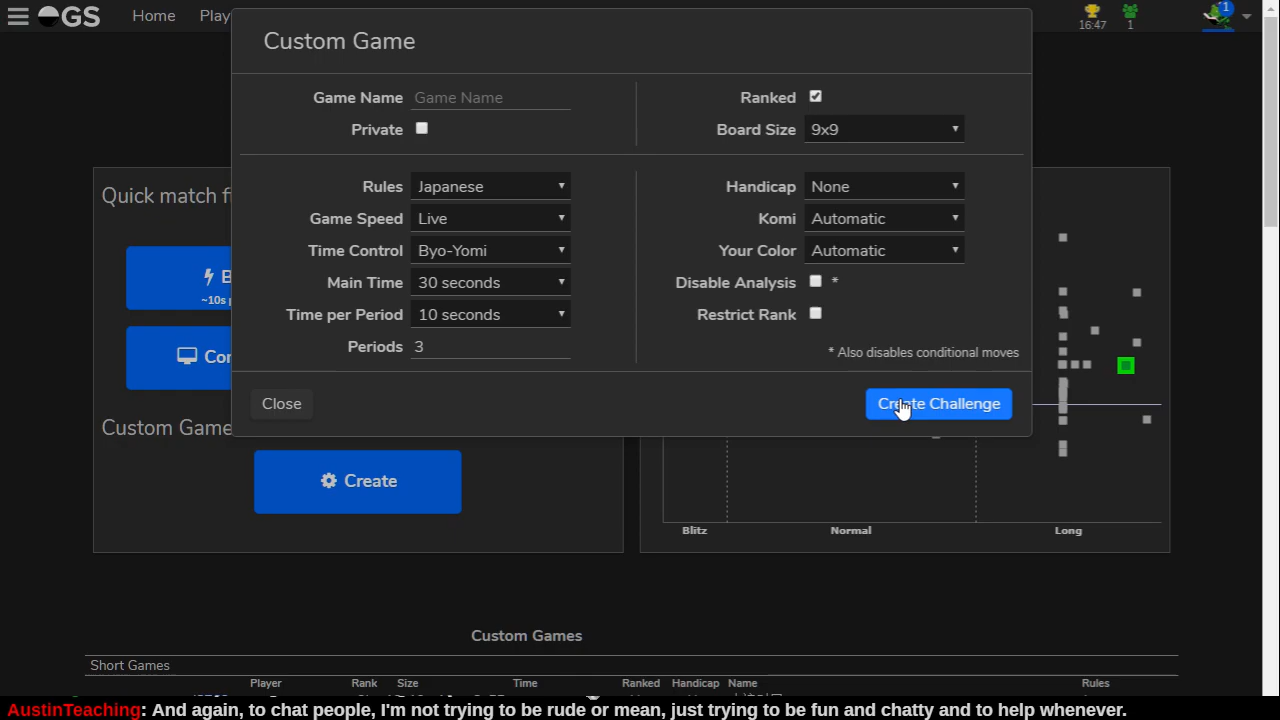 OGS Home Play 16:47 1 1
Custom Game
Game Name Game Name Ranked
Private Board Size 9x9
Quick match f
Rules Japanese Handicap None
Game Speed Live Komi Automatic
Time Control Byo-Yomi Your Color Automatic
B
Main Time 30 seconds Disable Analysis *
~10s p
Time per Period 10 seconds Restrict Rank
Periods 3
* Also disables conditional moves
Cor
Close Create Challenge
Custom Game
Create
Blitz Normal Long
Custom Games
Short Games
Player Rank Size Time Ranked Handicap Name Rules
AustinTeaching: And again, to chat people, I'm not trying to be rude or mean, just trying to be fun and chatty and to help whenever.